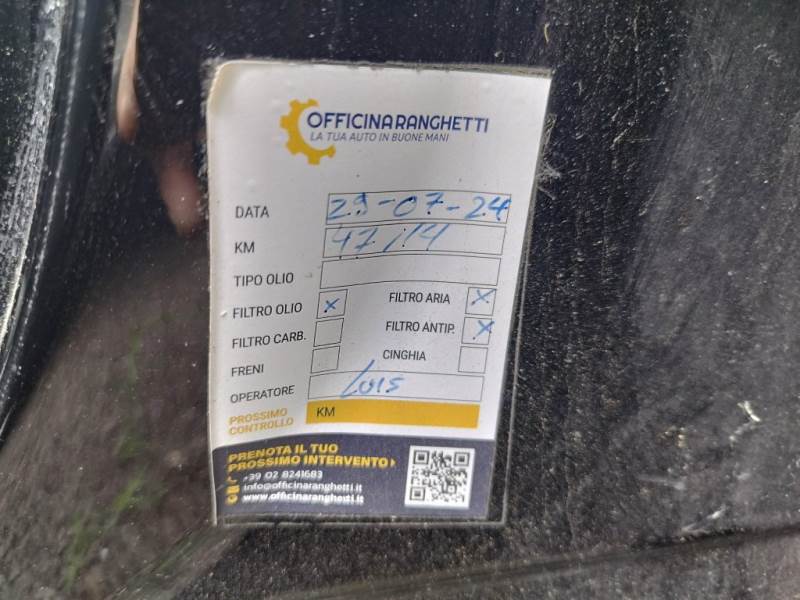 OFFICINARANGHETTI
LA TUA AUTO IN BUONE MANI
DATA 29-07-24
KM 47114
TIPO OLIO
FILTRO OLIO x FILTRO ARIA x
FILTRO CARB. FILTRO ANTIP. x
FRENI CINGHIA
OPERATORE Luis
PROSSIMO CONTROLLO KM
PRENOTA IL TUO
PROSSIMO INTERVENTO
+39 02 8241683
info@officinaranghetti.it
www.officinaranghetti.it